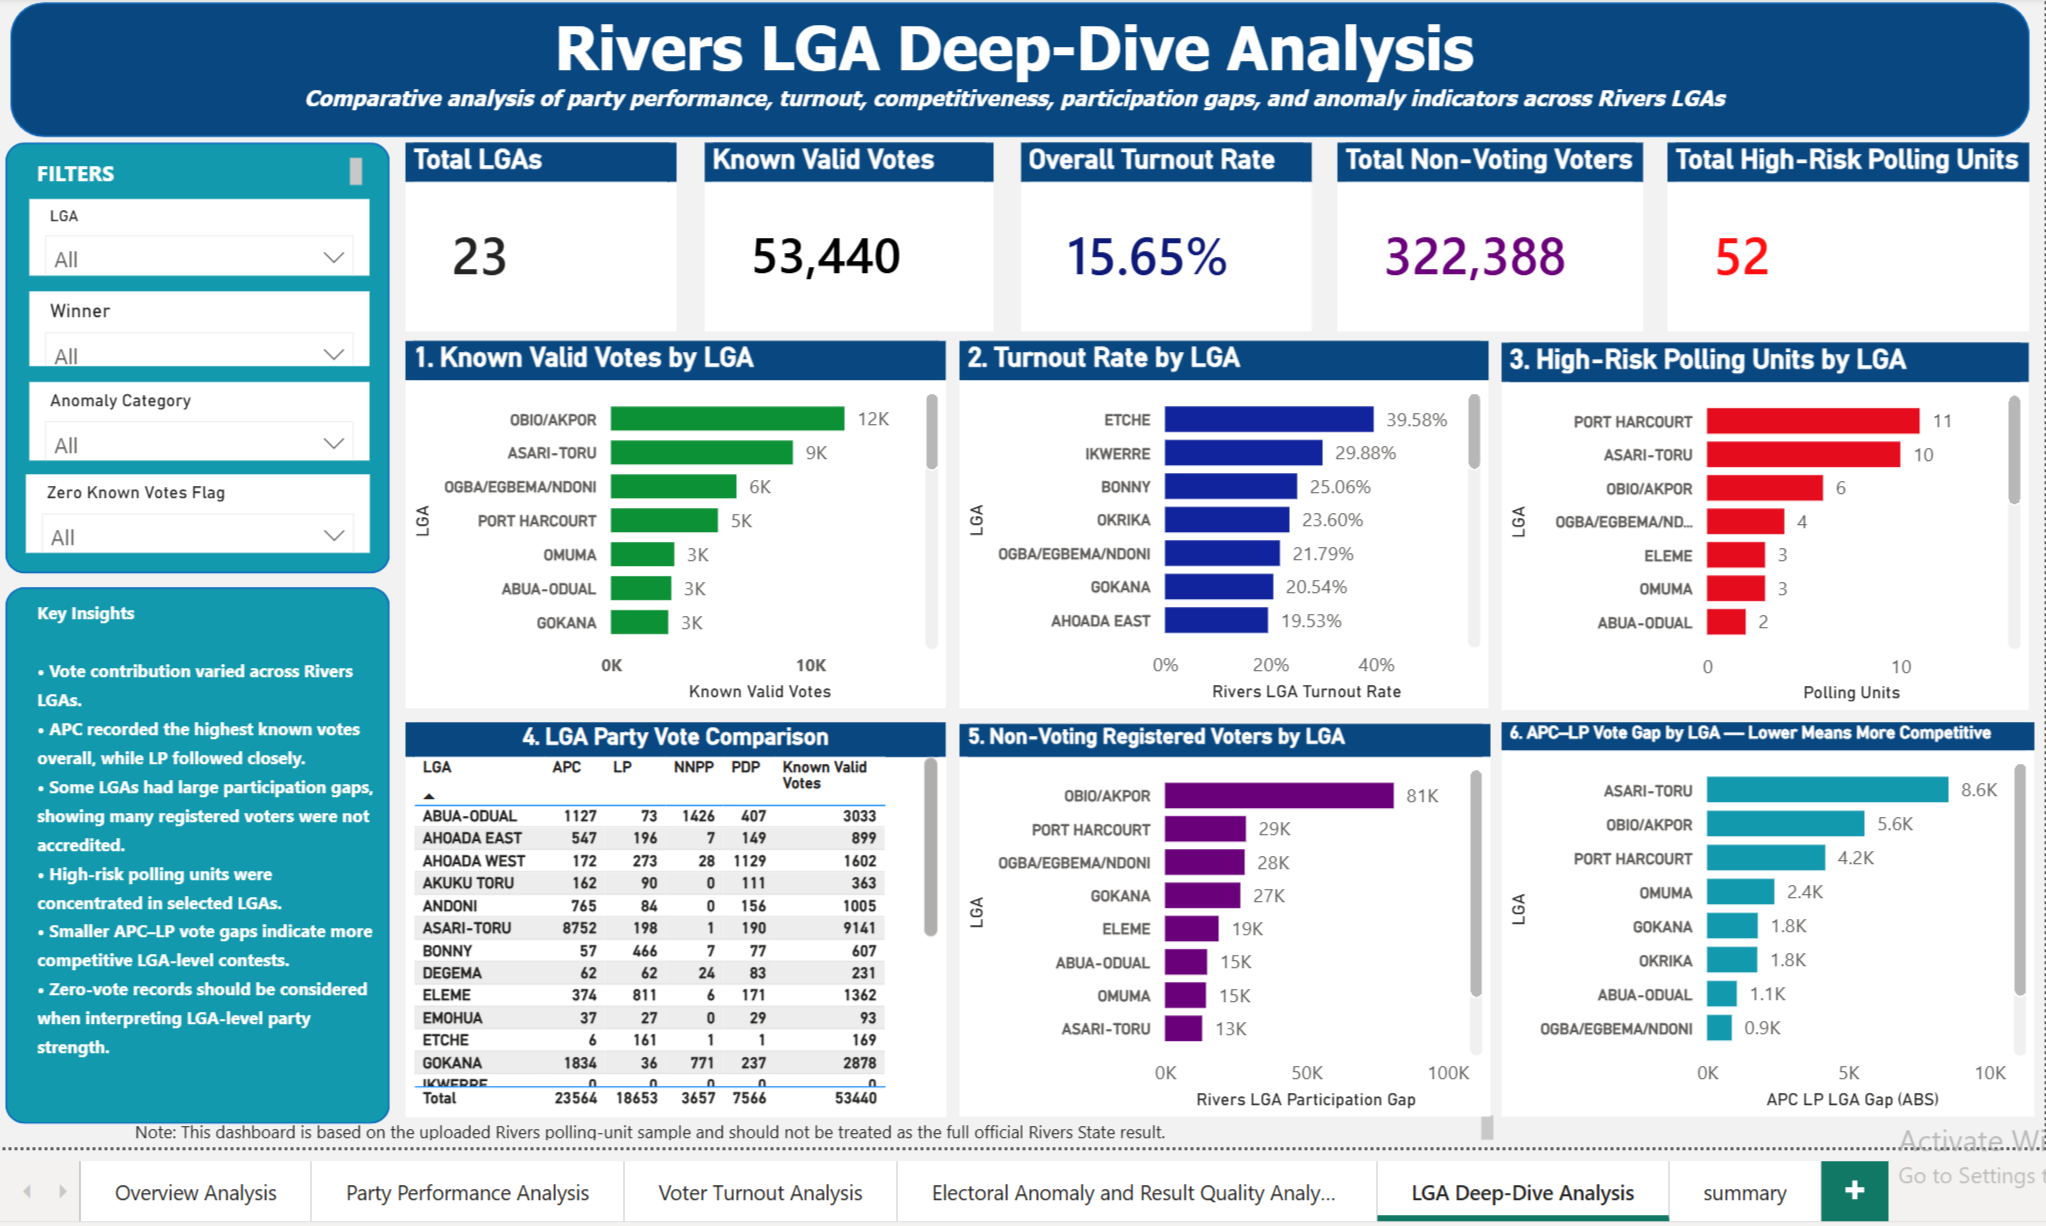 Rivers LGA Deep-Dive Analysis
Comparative analysis of party performance, turnout, competitiveness, participation gaps, and anomaly indicators across Rivers LGAs
FILTERS
LGA
All
Winner
All
Anomaly Category
All
Zero Known Votes Flag
All
Key Insights
• Vote contribution varied across Rivers
LGAs.
• APC recorded the highest known votes
overall, while LP followed closely.
• Some LGAs had large participation gaps,
showing many registered voters were not
accredited.
• High-risk polling units were
concentrated in selected LGAs.
• Smaller APC–LP vote gaps indicate more
competitive LGA-level contests.
• Zero-vote records should be considered
when interpreting LGA-level party
strength.
Total LGAs
23
Known Valid Votes
53,440
Overall Turnout Rate
15.65%
Total Non-Voting Voters
322,388
Total High-Risk Polling Units
52
1. Known Valid Votes by LGA
LGA
OBIO/AKPOR 12K
ASARI-TORU 9K
OGBA/EGBEMA/NDONI 6K
PORT HARCOURT 5K
OMUMA 3K
ABUA-ODUAL 3K
GOKANA 3K
0K 10K
Known Valid Votes
2. Turnout Rate by LGA
LGA
ETCHE 39.58%
IKWERRE 29.88%
BONNY 25.06%
OKRIKA 23.60%
OGBA/EGBEMA/NDONI 21.79%
GOKANA 20.54%
AHOADA EAST 19.53%
0% 20% 40%
Rivers LGA Turnout Rate
3. High-Risk Polling Units by LGA
LGA
PORT HARCOURT 11
ASARI-TORU 10
OBIO/AKPOR 6
OGBA/EGBEMA/ND... 4
ELEME 3
OMUMA 3
ABUA-ODUAL 2
0 10
Polling Units
4. LGA Party Vote Comparison
LGA APC LP NNPP PDP Known Valid
Votes
ABUA-ODUAL 1127 73 1426 407 3033
AHOADA EAST 547 196 7 149 899
AHOADA WEST 172 273 28 1129 1602
AKUKU TORU 162 90 0 111 363
ANDONI 765 84 0 156 1005
ASARI-TORU 8752 198 1 190 9141
BONNY 57 466 7 77 607
DEGEMA 62 62 24 83 231
ELEME 374 811 6 171 1362
EMOHUA 37 27 0 29 93
ETCHE 6 161 1 1 169
GOKANA 1834 36 771 237 2878
IKWERRE 0 0 0 0 0
Total 23564 18653 3657 7566 53440
5. Non-Voting Registered Voters by LGA
LGA
OBIO/AKPOR 81K
PORT HARCOURT 29K
OGBA/EGBEMA/NDONI 28K
GOKANA 27K
ELEME 19K
ABUA-ODUAL 15K
OMUMA 15K
ASARI-TORU 13K
0K 50K 100K
Rivers LGA Participation Gap
6. APC–LP Vote Gap by LGA — Lower Means More Competitive
LGA
ASARI-TORU 8.6K
OBIO/AKPOR 5.6K
PORT HARCOURT 4.2K
OMUMA 2.4K
GOKANA 1.8K
OKRIKA 1.8K
ABUA-ODUAL 1.1K
OGBA/EGBEMA/NDONI 0.9K
0K 5K 10K
APC LP LGA Gap (ABS)
Note: This dashboard is based on the uploaded Rivers polling-unit sample and should not be treated as the full official Rivers State result.
Activate Wi
Go to Settings t
Overview Analysis
Party Performance Analysis
Voter Turnout Analysis
Electoral Anomaly and Result Quality Analy...
LGA Deep-Dive Analysis
summary
+